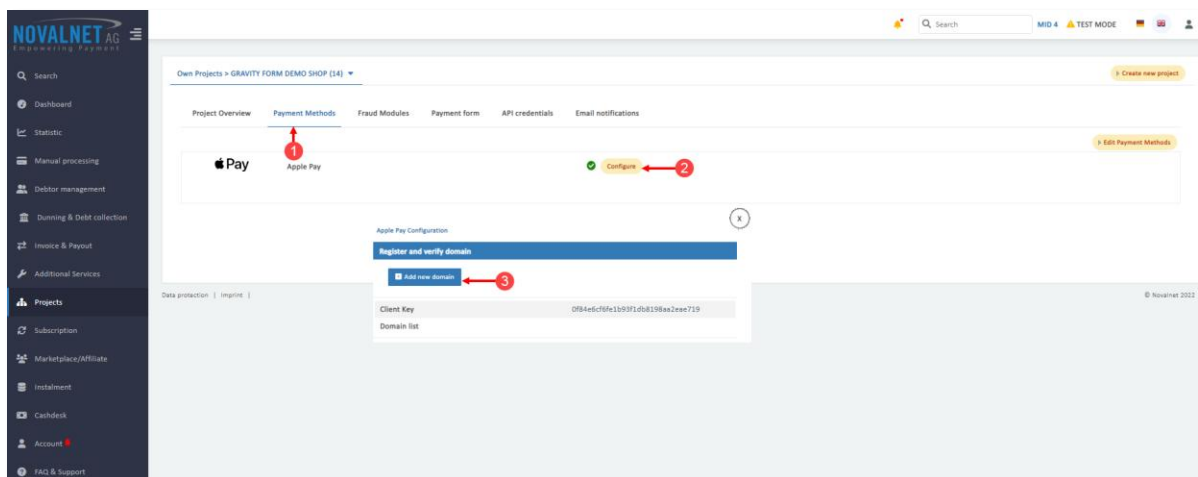 NOVALNET AG
Empowering Payment
Search
MID 4 TEST MODE
Search
Dashboard
Statistic
Manual processing
Debtor management
Dunning & Debt collection
Invoice & Payout
Additional Services
Projects
Subscription
Marketplace/Affiliate
Instalment
Cashdesk
Account
FAQ & Support
Own Projects > GRAVITY FORM DEMO SHOP (14)
Create new project
Project Overview Payment Methods Fraud Modules Payment form API credentials Email notifications
1
Edit Payment Methods
Pay Apple Pay Configure 2
x
Apple Pay Configuration
Register and verify domain
Add new domain 3
Client Key 0f84e6cf6fe1b93f1db8198aa2eae719
Domain list
Data protection | Imprint |
© Novalnet 2022